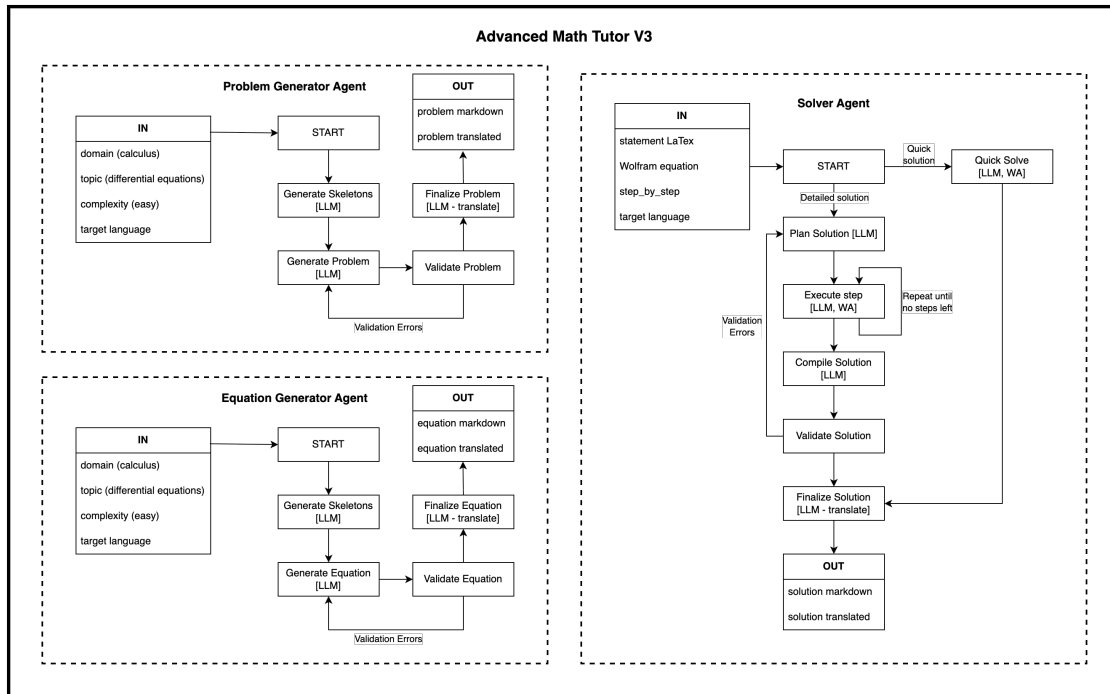 Advanced Math Tutor V3
Problem Generator Agent
IN
domain (calculus)
topic (differential equations)
complexity (easy)
target language
START
Generate Skeletons
[LLM]
Generate Problem
[LLM]
Validate Problem
Validation Errors
Finalize Problem
[LLM - translate]
OUT
problem markdown
problem translated
Equation Generator Agent
IN
domain (calculus)
topic (differential equations)
complexity (easy)
target language
START
Generate Skeletons
[LLM]
Generate Equation
[LLM]
Validate Equation
Validation Errors
Finalize Equation
[LLM - translate]
OUT
equation markdown
equation translated
Solver Agent
IN
statement LaTex
Wolfram equation
step_by_step
target language
START
Quick
solution
Quick Solve
[LLM, WA]
Detailed solution
Plan Solution [LLM]
Execute step
[LLM, WA]
Repeat until
no steps left
Validation
Errors
Compile Solution
[LLM]
Validate Solution
Finalize Solution
[LLM - translate]
OUT
solution markdown
solution translated